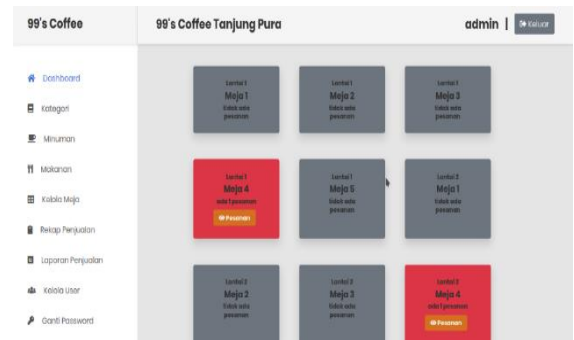 99's Coffee
99's Coffee Tanjung Pura
admin |
Keluar
Dashboard
Kategori
Minuman
Makanan
Kelola Meja
Rekap Penjualan
Laporan Penjualan
Kelola User
Ganti Password
Lantai 1
Meja 1
tidak ada
pesanan
Lantai 1
Meja 2
tidak ada
pesanan
Lantai 1
Meja 3
tidak ada
pesanan
Lantai 1
Meja 4
ada 1 pesanan
Pesanan
Lantai 1
Meja 5
tidak ada
pesanan
Lantai 2
Meja 1
tidak ada
pesanan
Lantai 2
Meja 2
tidak ada
pesanan
Lantai 2
Meja 3
tidak ada
pesanan
Lantai 2
Meja 4
ada 1 pesanan
Pesanan